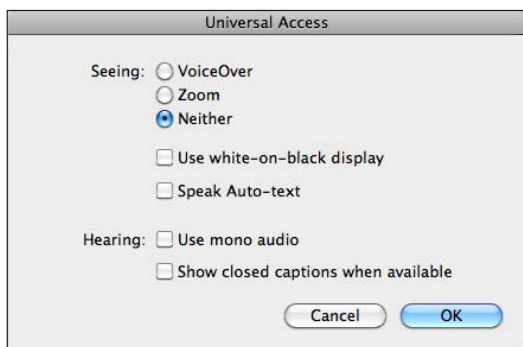 Universal Access
Seeing: VoiceOver
Zoom
Neither
Use white-on-black display
Speak Auto-text
Hearing: Use mono audio
Show closed captions when available
Cancel OK